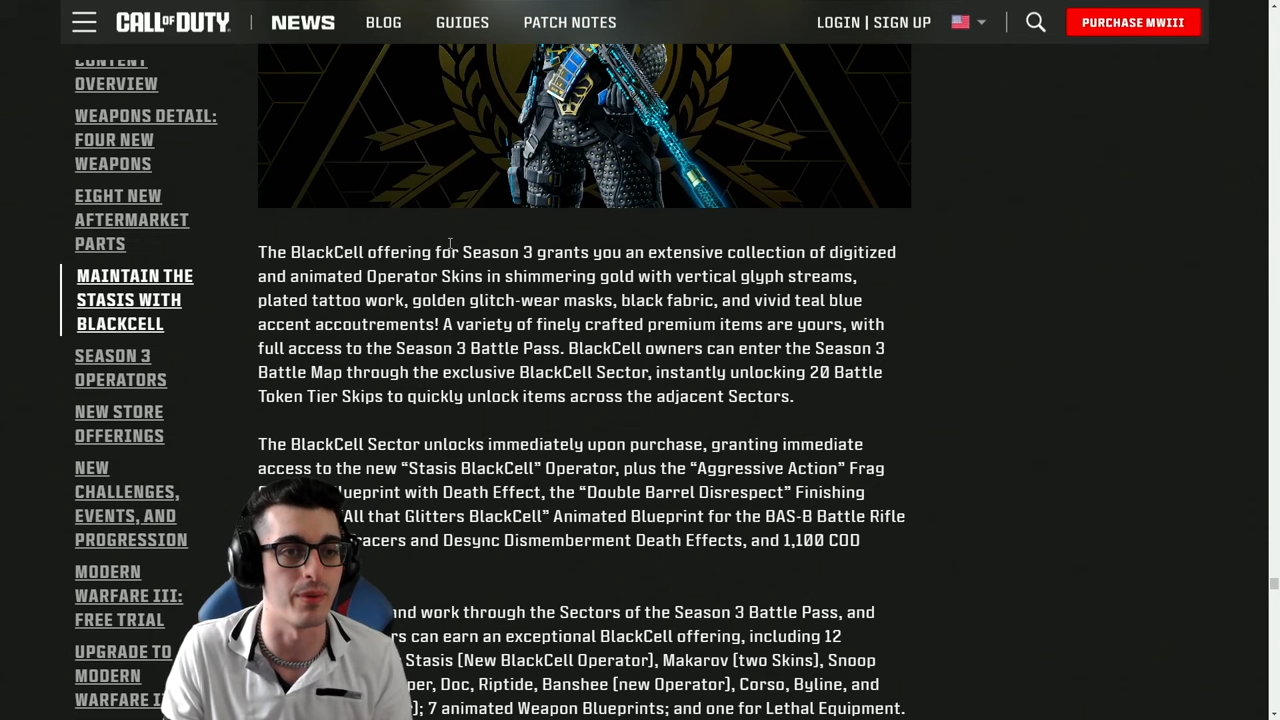 CALL OF DUTY
NEWS
BLOG
GUIDES
PATCH NOTES
LOGIN | SIGN UP
PURCHASE MWIII
CONTENT
OVERVIEW
WEAPONS DETAIL:
FOUR NEW
WEAPONS
EIGHT NEW
AFTERMARKET
PARTS
MAINTAIN THE
STASIS WITH
BLACKCELL
SEASON 3
OPERATORS
NEW STORE
OFFERINGS
NEW
CHALLENGES,
EVENTS, AND
PROGRESSION
MODERN
WARFARE III:
FREE TRIAL
UPGRADE TO
MODERN
WARFARE
The BlackCell offering for Season 3 grants you an extensive collection of digitized
and animated Operator Skins in shimmering gold with vertical glyph streams,
plated tattoo work, golden glitch-wear masks, black fabric, and vivid teal blue
accent accoutrements! A variety of finely crafted premium items are yours, with
full access to the Season 3 Battle Pass. BlackCell owners can enter the Season 3
Battle Map through the exclusive BlackCell Sector, instantly unlocking 20 Battle
Token Tier Skips to quickly unlock items across the adjacent Sectors.
The BlackCell Sector unlocks immediately upon purchase, granting immediate
access to the new “Stasis BlackCell” Operator, plus the “Aggressive Action” Frag
ueprint with Death Effect, the “Double Barrel Disrespect” Finishing
All that Glitters BlackCell” Animated Blueprint for the BAS-B Battle Rifle
racers and Desync Dismemberment Death Effects, and 1,100 COD
nd work through the Sectors of the Season 3 Battle Pass, and
rs can earn an exceptional BlackCell offering, including 12
Stasis [New BlackCell Operator], Makarov [two Skins], Snoop
per, Doc, Riptide, Banshee [new Operator], Corso, Byline, and
]; 7 animated Weapon Blueprints; and one for Lethal Equipment.